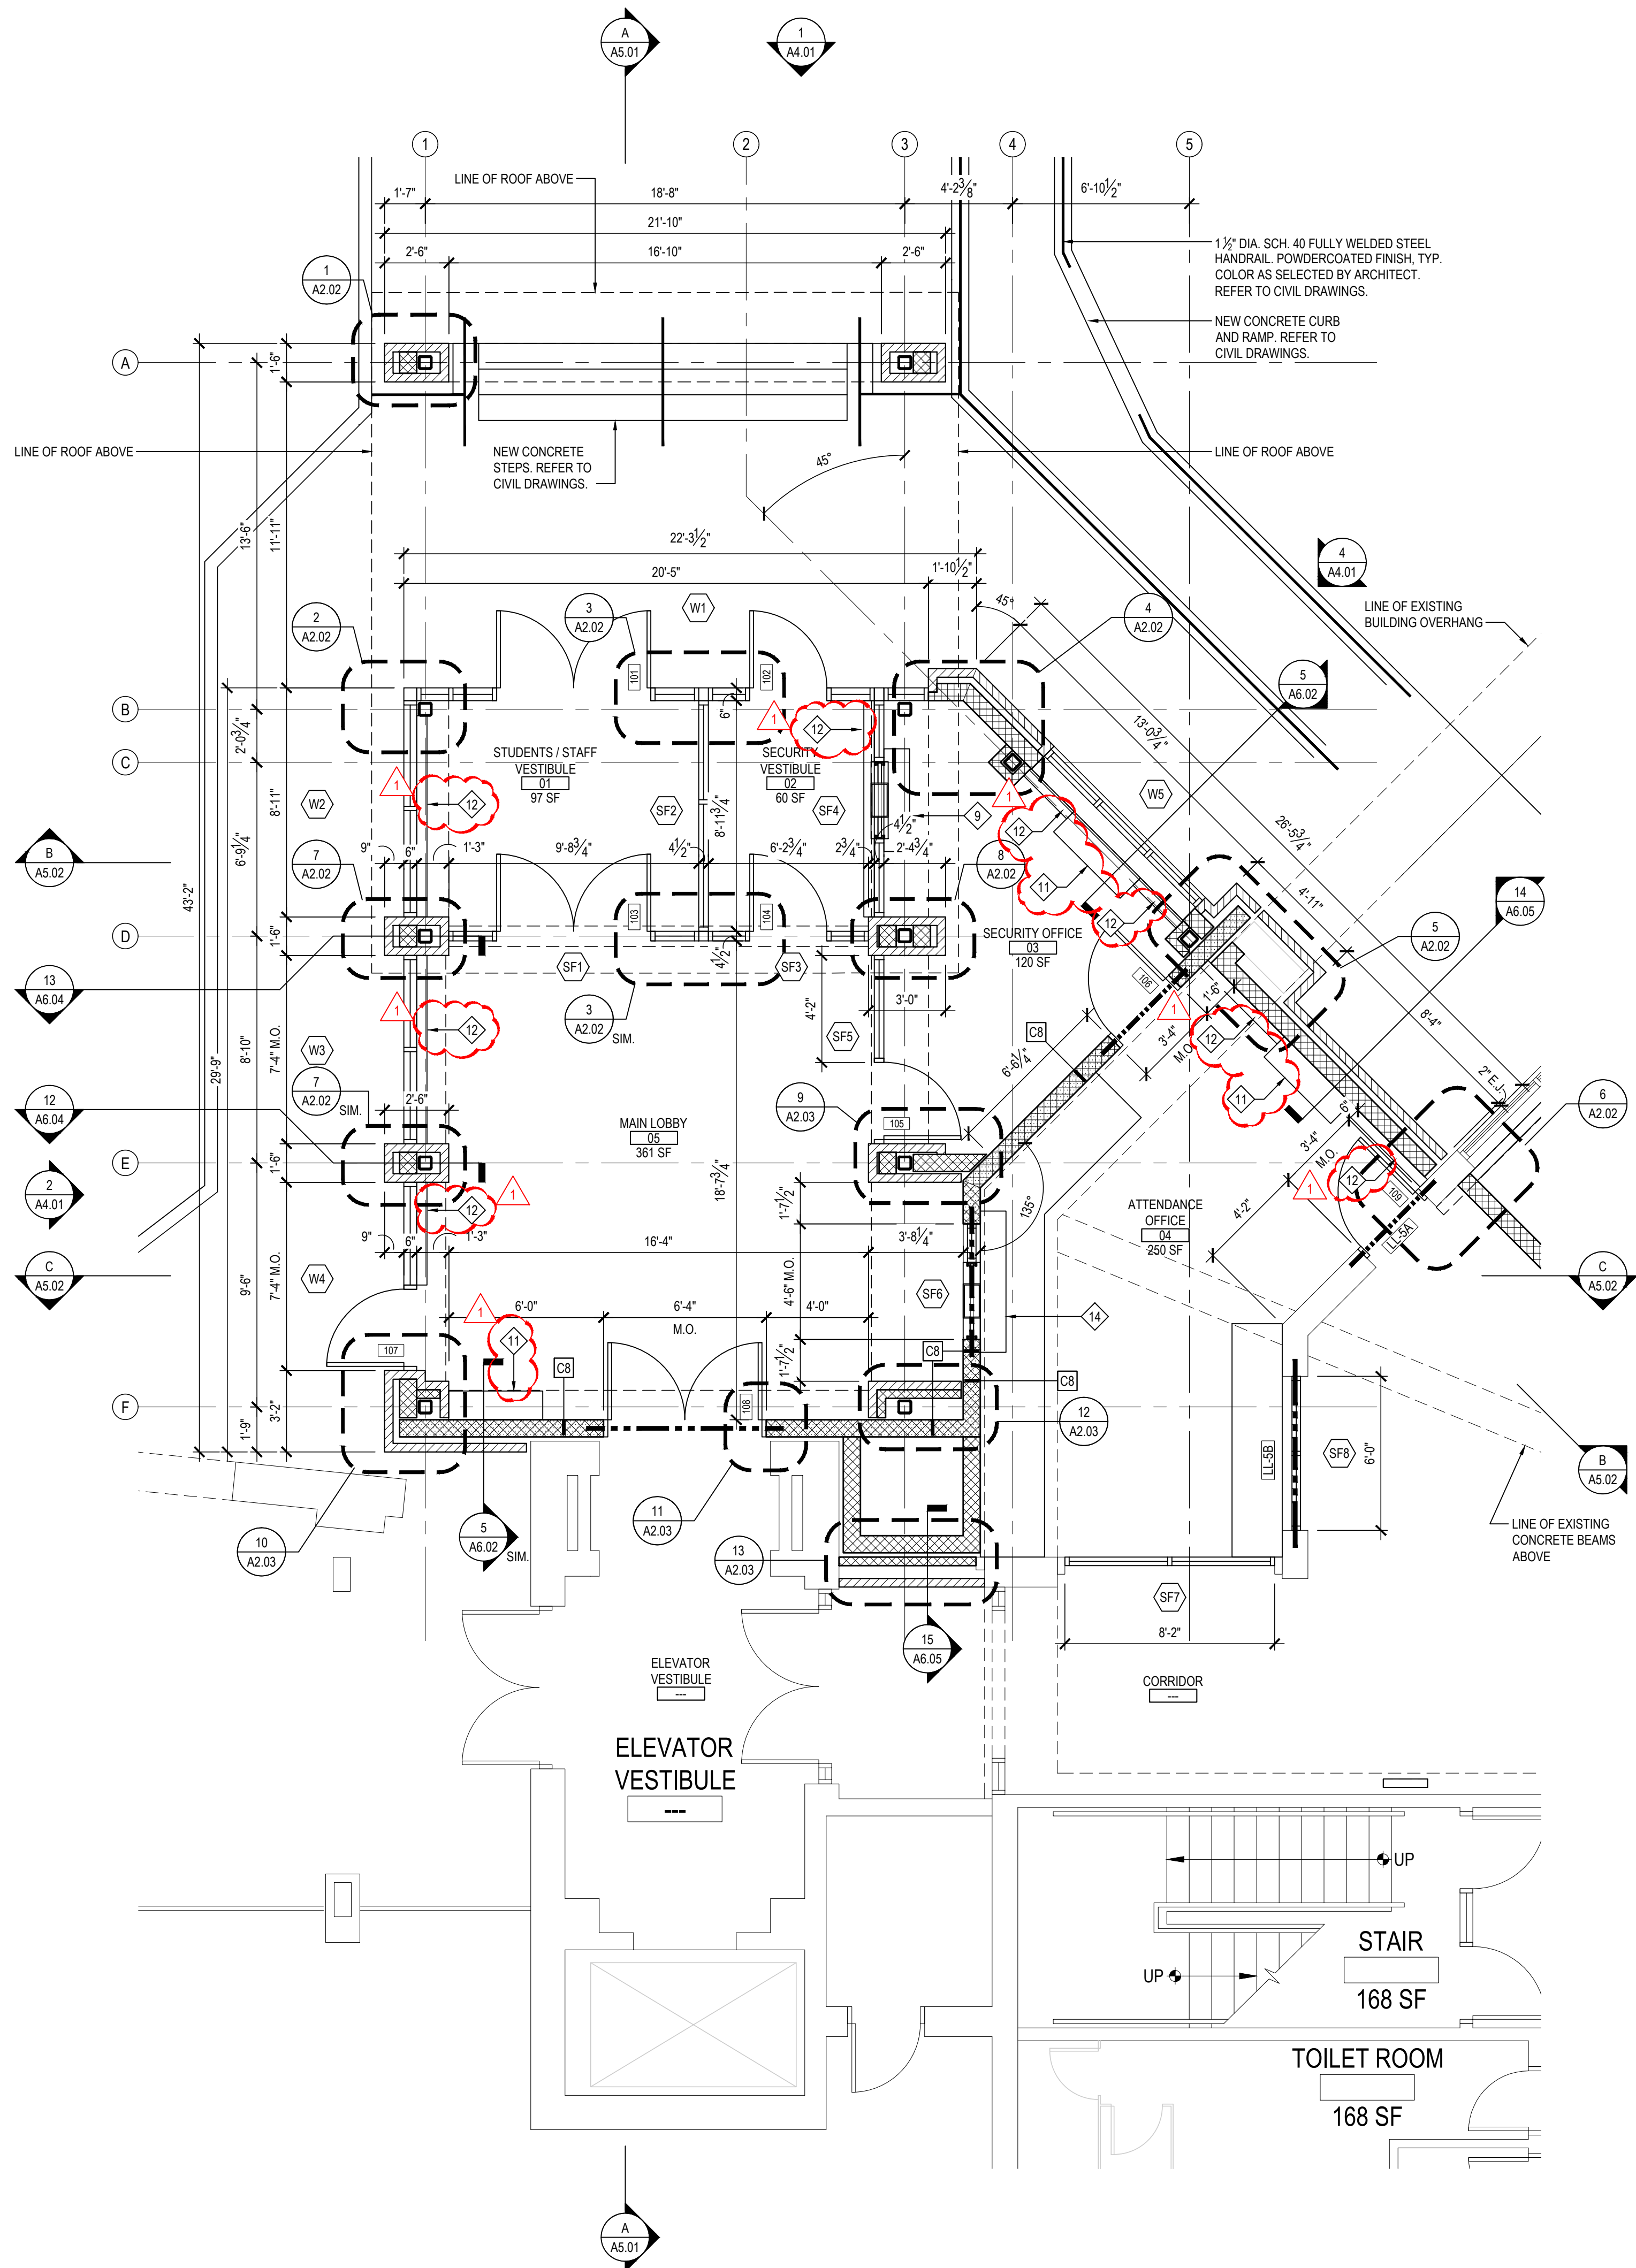 A
A5.01
1
A4.01
1
2
3
4
5
LINE OF ROOF ABOVE
1'-7"
18'-8"
4'-2 3/8"
6'-10 1/2"
21'-10"
2'-6"
16'-10"
2'-6"
1 1/2" DIA. SCH. 40 FULLY WELDED STEEL
HANDRAIL. POWDERCOATED FINISH, TYP.
COLOR AS SELECTED BY ARCHITECT.
REFER TO CIVIL DRAWINGS.
1
A2.02
NEW CONCRETE CURB
AND RAMP. REFER TO
CIVIL DRAWINGS.
A
1'-6"
LINE OF ROOF ABOVE
NEW CONCRETE
STEPS. REFER TO
CIVIL DRAWINGS.
45°
LINE OF ROOF ABOVE
13'-6"
11'-11"
22'-3 1/2"
20'-5"
1'-10 1/2"
4
A4.01
LINE OF EXISTING
BUILDING OVERHANG
2
A2.02
3
A2.02
W1
45°
4
A2.02
101
102
5
A6.02
B
2'-0 3/4"
6"
1
12
13'-0 3/4"
C
STUDENTS / STAFF
VESTIBULE
01
97 SF
SECURITY
VESTIBULE
02
60 SF
1
12
W2
SF2
8'-11 3/4"
SF4
4 1/2"
9
1
W5
12
8'-11"
6'-9 1/4"
26'-5 3/4"
B
A5.02
7
A2.02
9"
6"
1'-3"
9'-8 3/4"
4 1/2"
6'-2 3/4"
2 3/4"
2'-4 3/4"
8
A2.02
11
4'-11"
14
A6.05
43'-2"
103
104
12
D
1'-6"
SECURITY OFFICE
03
120 SF
5
A2.02
SF1
4 1/2"
SF3
13
A6.04
3
A2.02
SIM.
3'-0"
4'-2"
106
1
1'-6"
1
12
W3
SF5
C8
3'-4"
M.O.
12
8'-4"
8'-10"
7'-4" M.O.
29'-9"
7
A2.02
SIM.
2'-6"
6'-6 1/4"
11
2" E.J.
6"
12
A6.04
9
A2.03
105
6
A2.02
MAIN LOBBY
05
361 SF
E
1'-6"
3'-4"
M.O.
2
A4.01
12
1
18'-7 3/4"
1'-7 1/2"
135°
1
12
109
LL-5A
ATTENDANCE
OFFICE
04
250 SF
4'-2"
9"
6"
1'-3"
16'-4"
3'-8 1/4"
C
A5.02
W4
9'-6"
7'-4" M.O.
4'-6" M.O.
SF6
C
A5.02
1
6'-0"
6'-4"
M.O.
4'-0"
14
11
C8
C8
1'-7 1/2"
C8
107
108
F
1'-9"
3'-2"
12
A2.03
LL-5B
SF8
6'-0"
B
A5.02
10
A2.03
5
A6.02
SIM.
11
A2.03
13
A2.03
LINE OF EXISTING
CONCRETE BEAMS
ABOVE
SF7
15
A6.05
8'-2"
ELEVATOR
VESTIBULE
---
CORRIDOR
---
ELEVATOR
VESTIBULE
---
UP
STAIR
168 SF
UP
TOILET ROOM
168 SF
A
A5.01